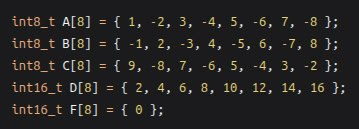 int8_t A[8] = { 1, -2, 3, -4, 5, -6, 7, -8 };
int8_t B[8] = { -1, 2, -3, 4, -5, 6, -7, 8 };
int8_t C[8] = { 9, -8, 7, -6, 5, -4, 3, -2 };
int16_t D[8] = { 2, 4, 6, 8, 10, 12, 14, 16 };
int16_t F[8] = { 0 };